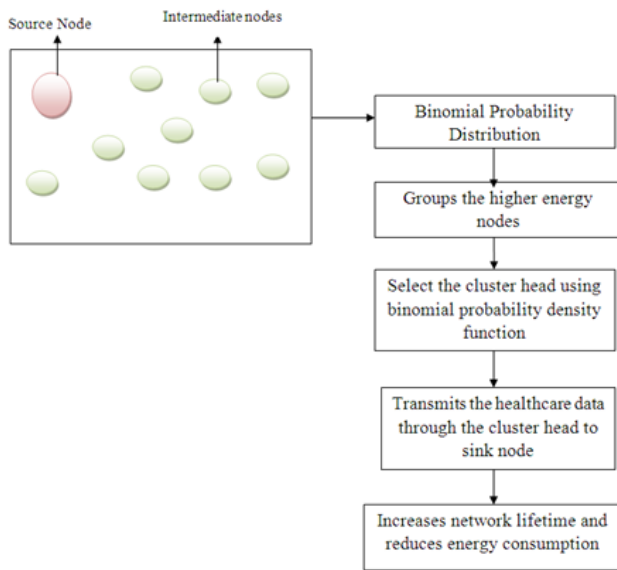 Source Node
Intermediate nodes
Binomial Probability
Distribution
Groups the higher energy
nodes
Select the cluster head using
binomial probability density
function
Transmits the healthcare data
through the cluster head to
sink node
Increases network lifetime and
reduces energy consumption